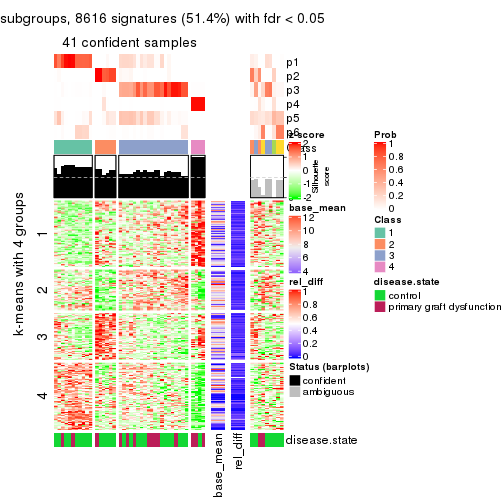 subgroups, 8616 signatures (51.4%) with fdr < 0.05
41 confident samples
p1
p2
p3
p4
p5
p6
Class
z-score
2
1
0
-1
-2
Silhouette
score
Prob
1
0.8
0.6
0.4
0.2
0
base_mean
12
10
8
6
4
Class
1
2
3
4
rel_diff
1
0.8
0.6
0.4
0.2
0
disease.state
control
primary graft dysfunction
Status (barplots)
confident
ambiguous
k-means with 4 groups
1
2
3
4
disease.state
base_mean
rel_diff